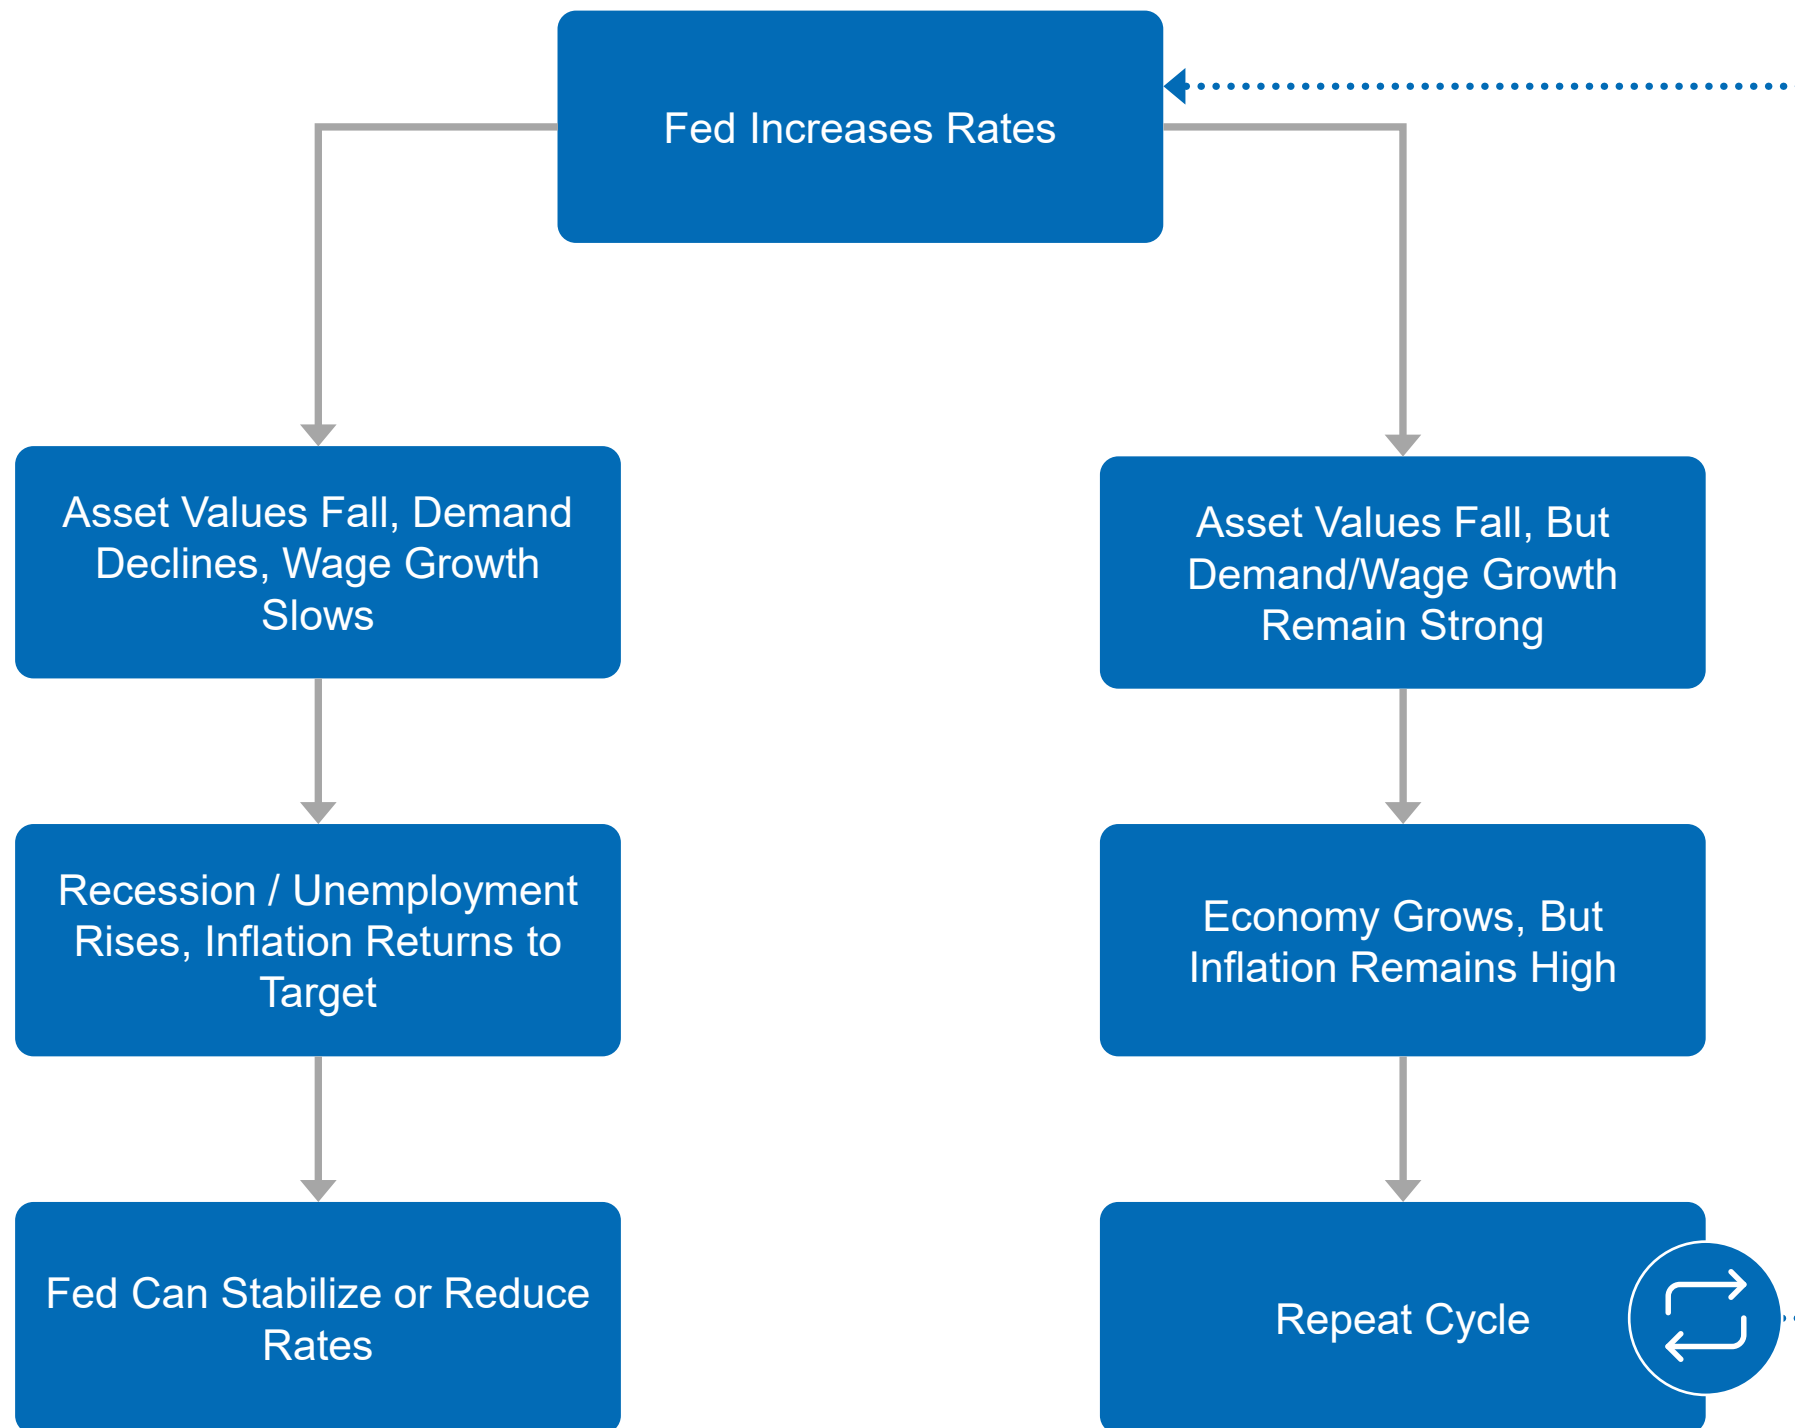 Fed Increases Rates
Asset Values Fall, Demand
Declines, Wage Growth
Slows
Asset Values Fall, But
Demand/Wage Growth
Remain Strong
Recession / Unemployment
Rises, Inflation Returns to
Target
Economy Grows, But
Inflation Remains High
Fed Can Stabilize or Reduce
Rates
Repeat Cycle